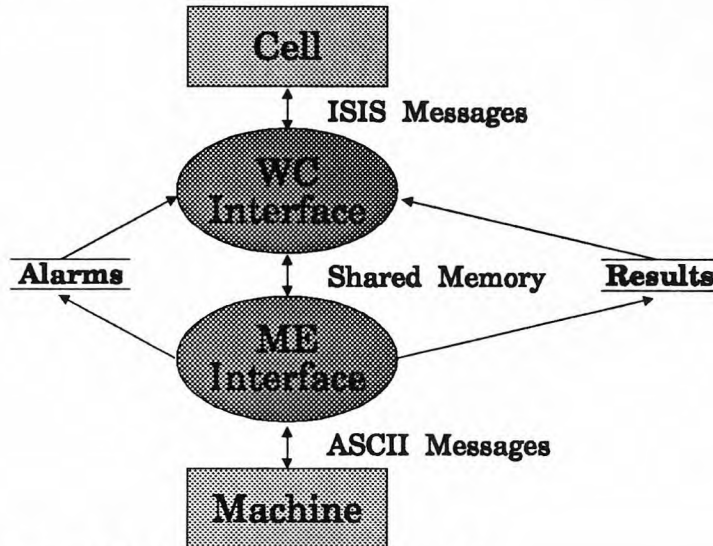 Cell
ISIS Messages
WC
Interface
Alarms
Shared Memory
Results
ME
Interface
ASCII Messages
Machine